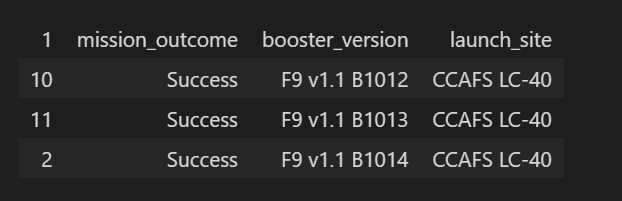 1 mission_outcome booster_version launch_site
10 Success F9 v1.1 B1012 CCAFS LC-40
11 Success F9 v1.1 B1013 CCAFS LC-40
2 Success F9 v1.1 B1014 CCAFS LC-40